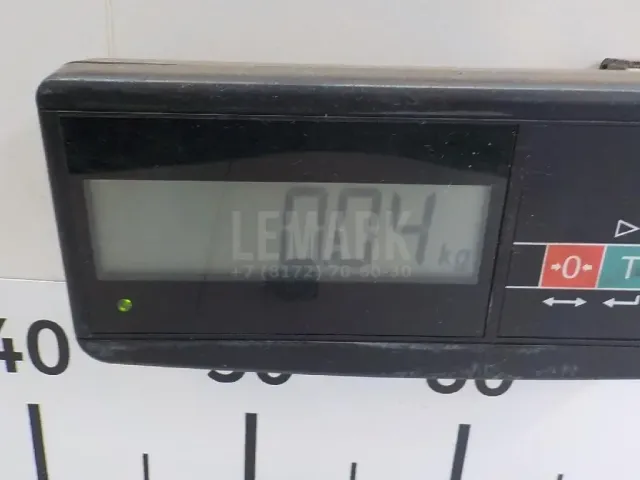 0.04 kg
LEMARK
+7 (8172) 70-60-30
→0← T
40 50 60